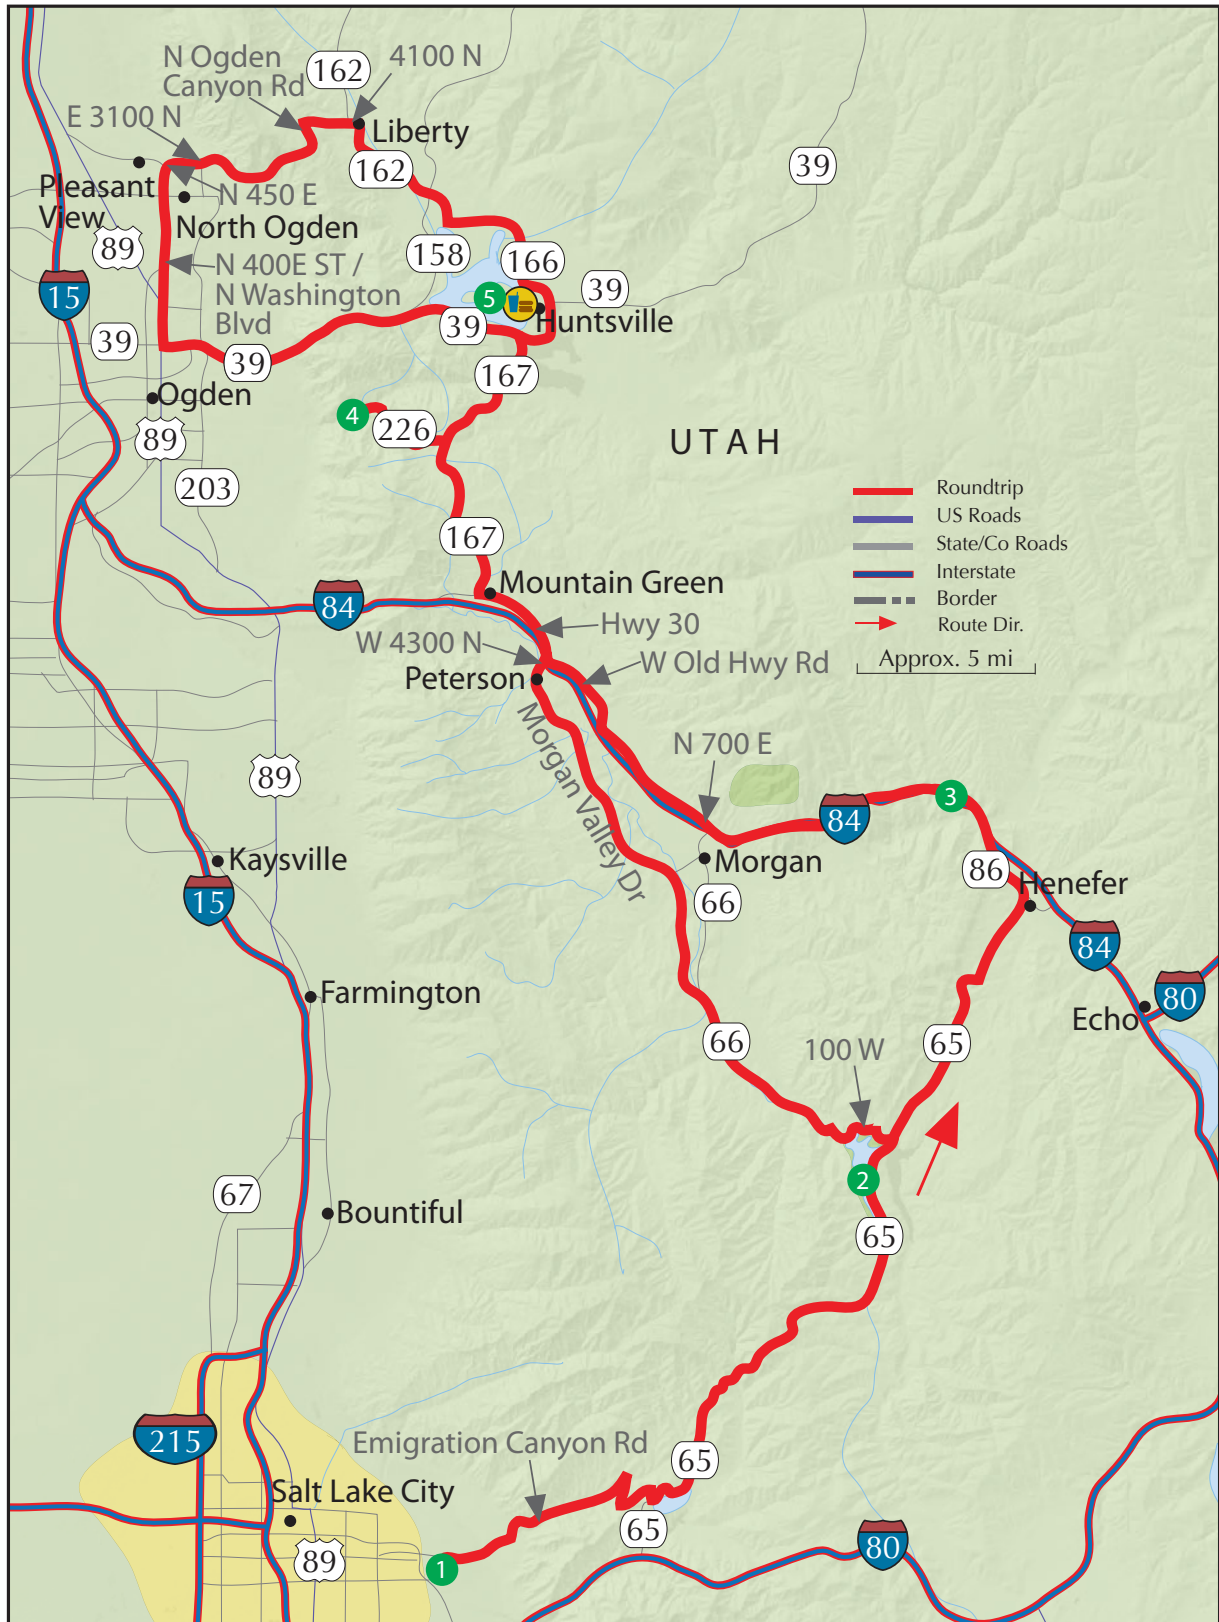 N Ogden
Canyon Rd
162
4100 N
E 3100 N
Liberty
162
39
Pleasant
View
N 450 E
North Ogden
89
158
166
N 400E ST /
N Washington
Blvd
15
5
39
Huntsville
39
39
39
167
Ogden
4
226
89
UTAH
203
Roundtrip
US Roads
State/Co Roads
Interstate
Border
Route Dir.
Approx. 5 mi
167
Mountain Green
84
Hwy 30
W 4300 N
W Old Hwy Rd
Peterson
Morgan Valley Dr
N 700 E
89
3
84
Kaysville
Morgan
86
Henefer
15
66
84
Farmington
80
Echo
66
100 W
65
2
67
Bountiful
65
215
Emigration Canyon Rd
65
Salt Lake City
65
80
89
1